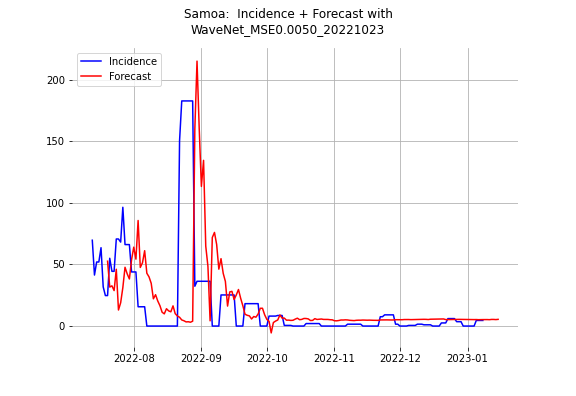 Samoa:  Incidence + Forecast with
WaveNet_MSE0.0050_20221023
Incidence
Forecast
200
150
100
50
0
2022-08
2022-09
2022-10
2022-11
2022-12
2023-01